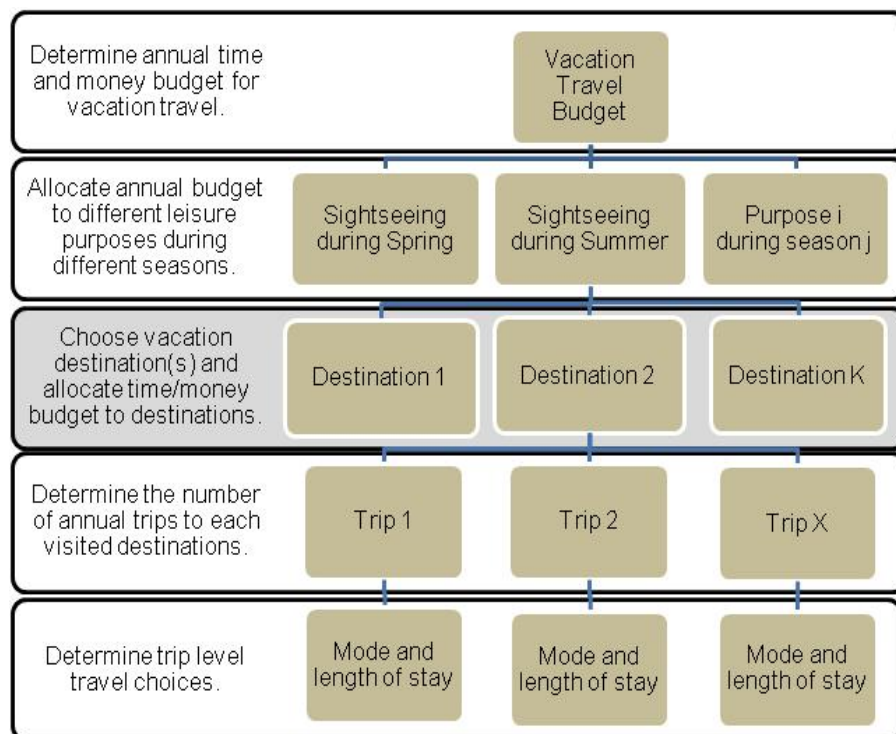 Determine annual time
and money budget for
vacation travel.
Vacation
Travel
Budget
Allocate annual budget
to different leisure
purposes during
different seasons.
Sightseeing
during Spring
Sightseeing
during Summer
Purpose i
during season j
Choose vacation
destination(s) and
allocate time/money
budget to destinations.
Destination 1
Destination 2
Destination K
Determine the number
of annual trips to each
visited destinations.
Trip 1
Trip 2
Trip X
Determine trip level
travel choices.
Mode and
length of stay
Mode and
length of stay
Mode and
length of stay